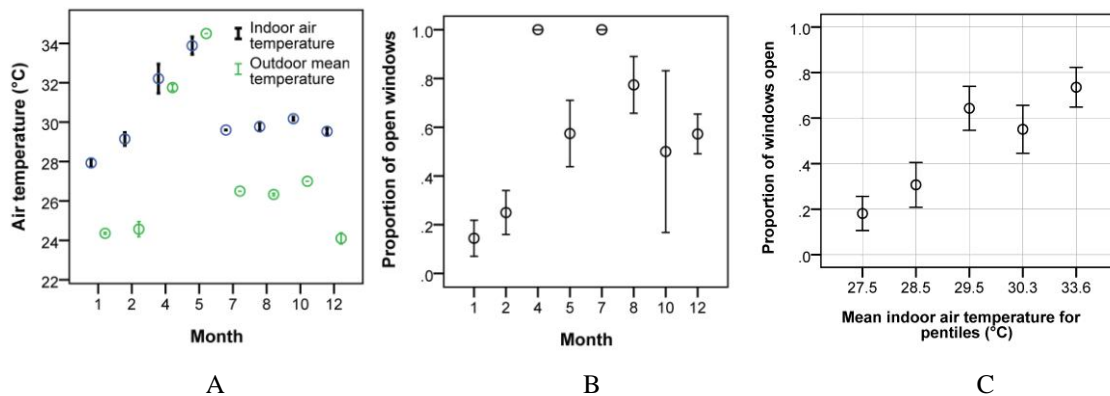 Air temperature (°C)
34
32
30
28
26
24
22
Indoor air
temperature
Outdoor mean
temperature
1 2 4 5 7 8 10 12
Month
A
Proportion of open windows
1.0
.8
.6
.4
.2
.0
1 2 4 5 7 8 10 12
Month
B
Proportion of windows open
1.0
.8
.6
.4
.2
.0
27.5 28.5 29.5 30.3 33.6
Mean indoor air temperature for
pentiles (°C)
C